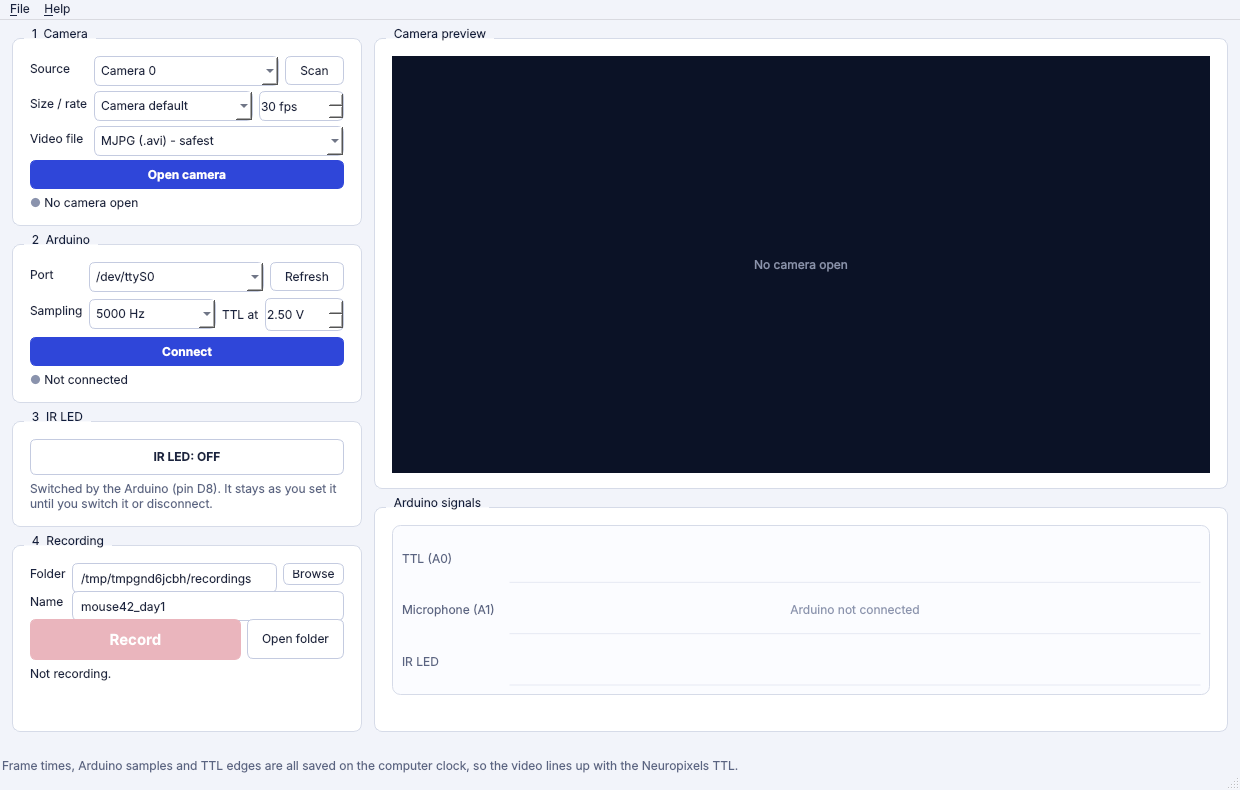 File Help
1 Camera
Source Camera 0 Scan
Size / rate Camera default 30 fps
Video file MJPG (.avi) - safest
Open camera
No camera open
2 Arduino
Port /dev/ttyS0 Refresh
Sampling 5000 Hz TTL at 2.50 V
Connect
Not connected
3 IR LED
IR LED: OFF
Switched by the Arduino (pin D8). It stays as you set it
until you switch it or disconnect.
4 Recording
Folder /tmp/tmpgnd6jcbh/recordings Browse
Name mouse42_day1
Record Open folder
Not recording.
Camera preview
No camera open
Arduino signals
TTL (A0)
Microphone (A1) Arduino not connected
IR LED
Frame times, Arduino samples and TTL edges are all saved on the computer clock, so the video lines up with the Neuropixels TTL.